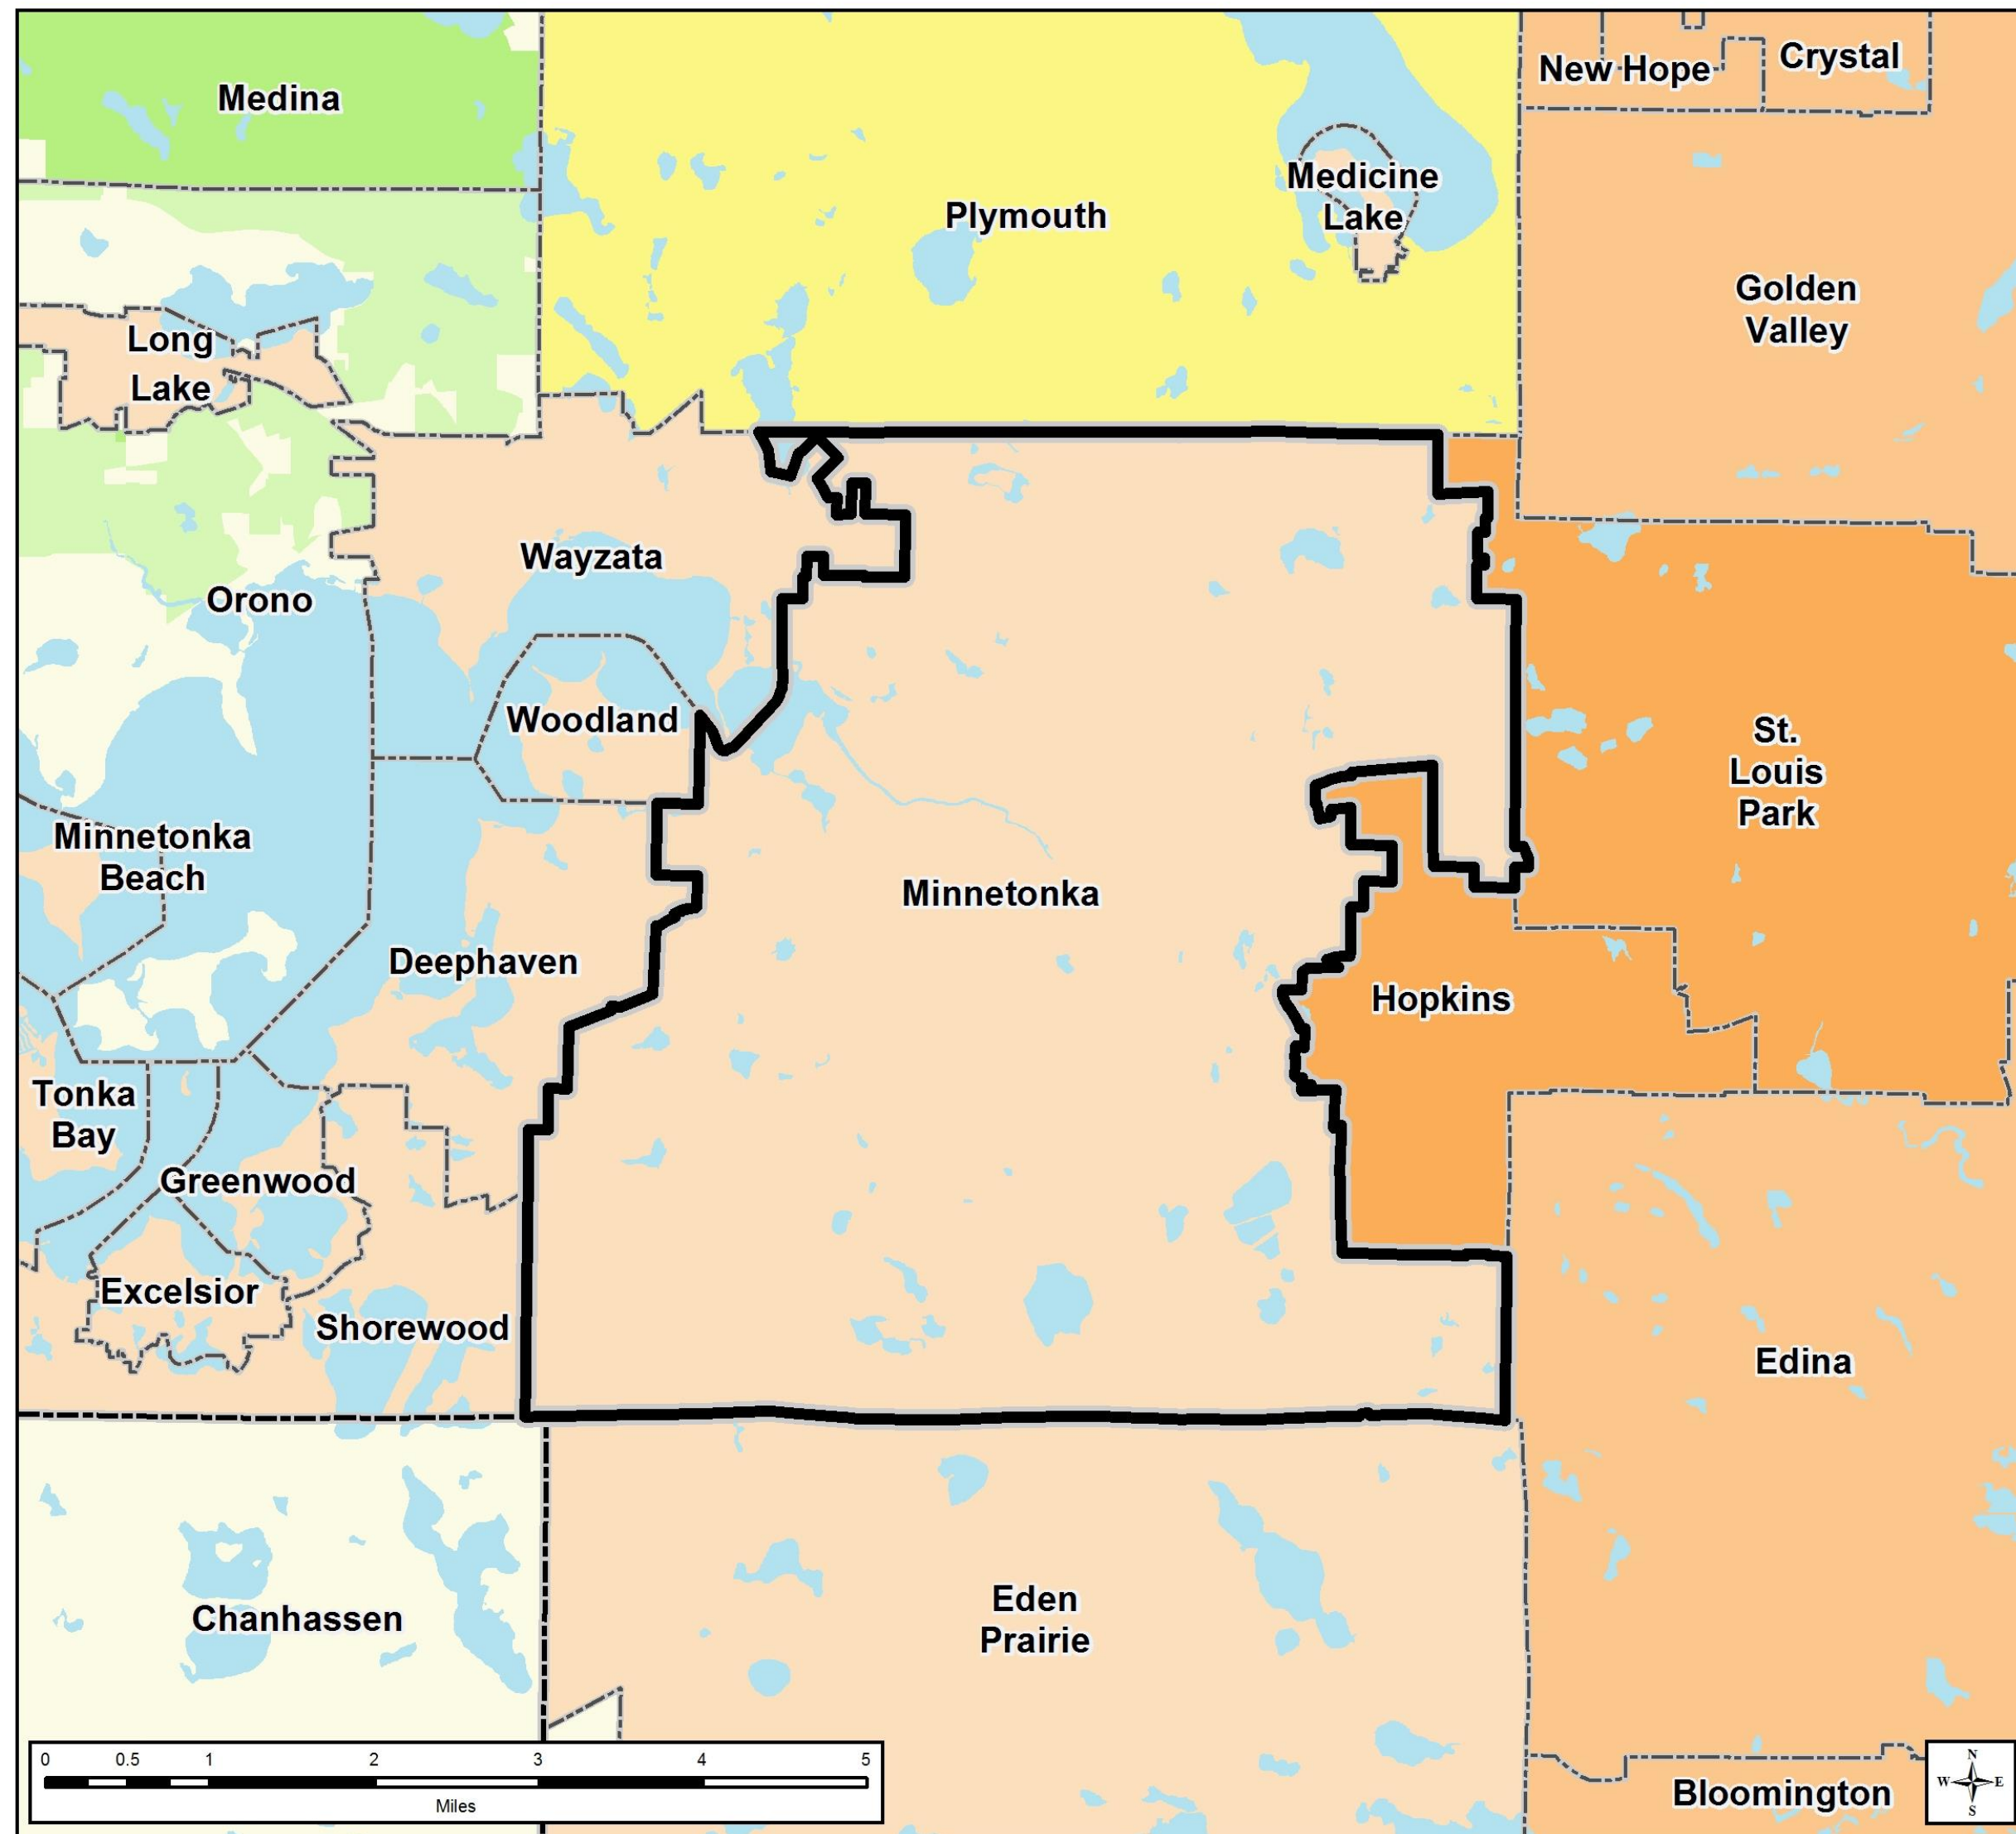 New Hope
Crystal
Medina
Medicine
Lake
Plymouth
Golden
Valley
Long
Lake
Wayzata
Orono
Woodland
St.
Louis
Park
Minnetonka
Beach
Minnetonka
Deephaven
Hopkins
Tonka
Bay
Greenwood
Excelsior
Shorewood
Edina
Eden
Prairie
Chanhassen
0 0.5 1 2 3 4 5
Miles
Bloomington
N
W E
S